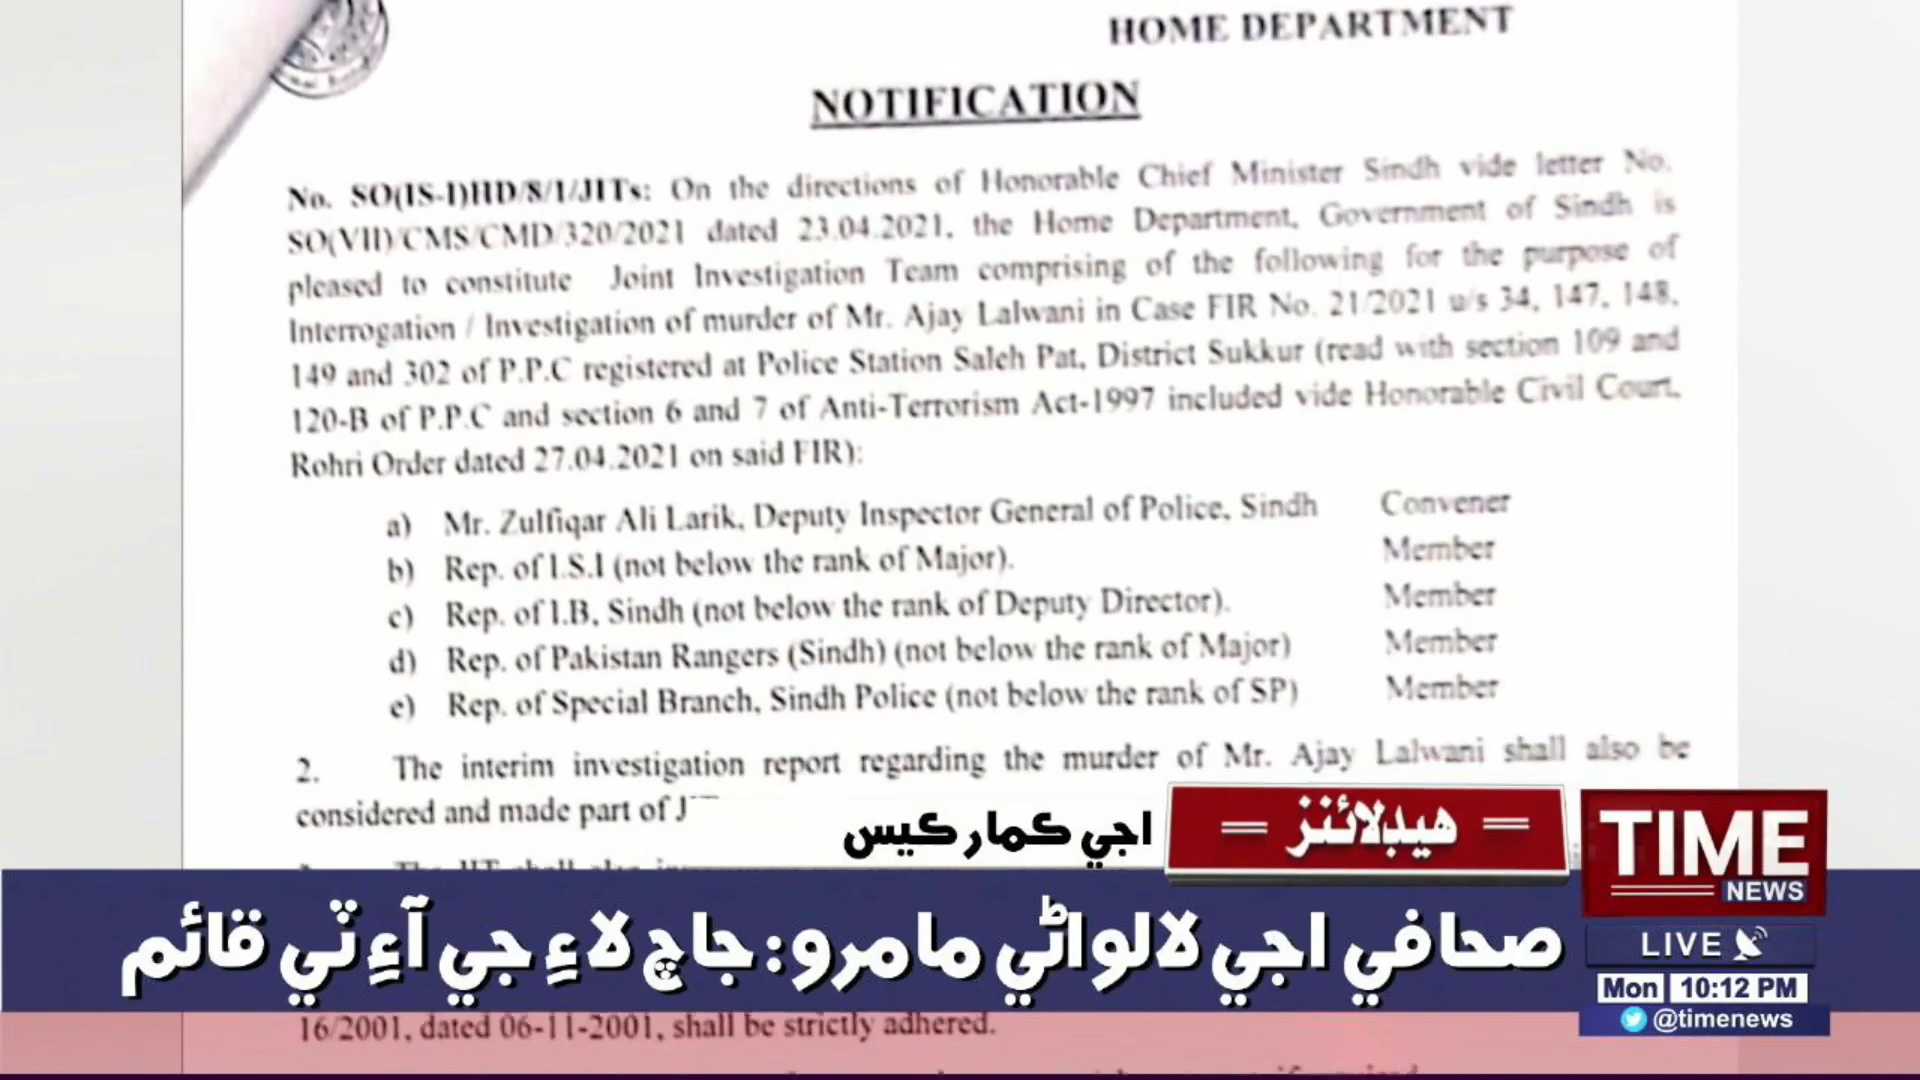 HOME DEPARTMENT
NOTIFICATION
No. SO(IS-I)HD/8/1/JITs: On the directions of Honorable Chief Minister Sindh vide letter No.
SO(VII)/CMS/CMD/320/2021 dated 23.04.2021, the Home Department, Government of Sindh is
pleased to constitute Joint Investigation Team comprising of the following for the purpose of
Interrogation / Investigation of murder of Mr. Ajay Lalwani in Case FIR No. 21/2021 u/s 34, 147, 148,
149 and 302 of P.P.C registered at Police Station Saleh Pat, District Sukkur (read with section 109 and
120-B of P.P.C and section 6 and 7 of Anti-Terrorism Act-1997 included vide Honorable Civil Court,
Rohri Order dated 27.04.2021 on said FIR):
a) Mr. Zulfiqar Ali Larik, Deputy Inspector General of Police, Sindh Convener
b) Rep. of I.S.I (not below the rank of Major). Member
c) Rep. of I.B, Sindh (not below the rank of Deputy Director). Member
d) Rep. of Pakistan Rangers (Sindh) (not below the rank of Major) Member
e) Rep. of Special Branch, Sindh Police (not below the rank of SP) Member
2. The interim investigation report regarding the murder of Mr. Ajay Lalwani shall also be
considered and made part of
هيڊلائنز
اجي ڪمار ڪيس
صحافي اجي لالواڻي مامرو: جاچ لاءِ جي آءِ ٽي قائم
16/2001, dated 06-11-2001, shall be strictly adhered.
TIME
NEWS
LIVE
Mon 10:12 PM
@timenews